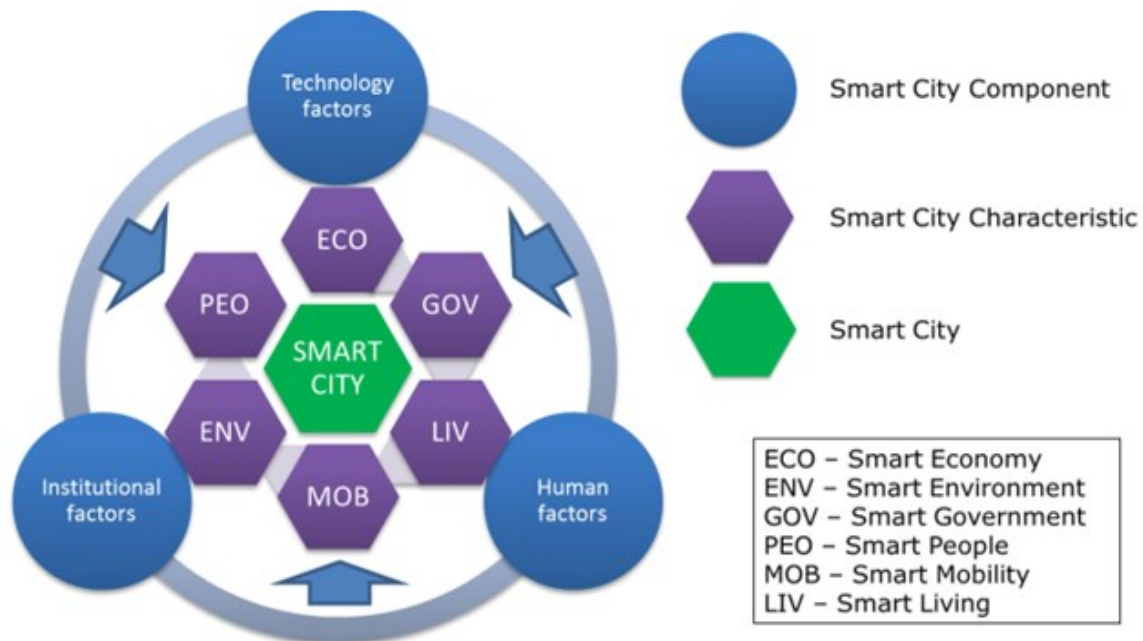 Technology
factors
ECO
PEO
GOV
SMART
CITY
ENV
LIV
MOB
Institutional
factors
Human
factors
Smart City Component
Smart City Characteristic
Smart City
ECO – Smart Economy
ENV – Smart Environment
GOV – Smart Government
PEO – Smart People
MOB – Smart Mobility
LIV – Smart Living